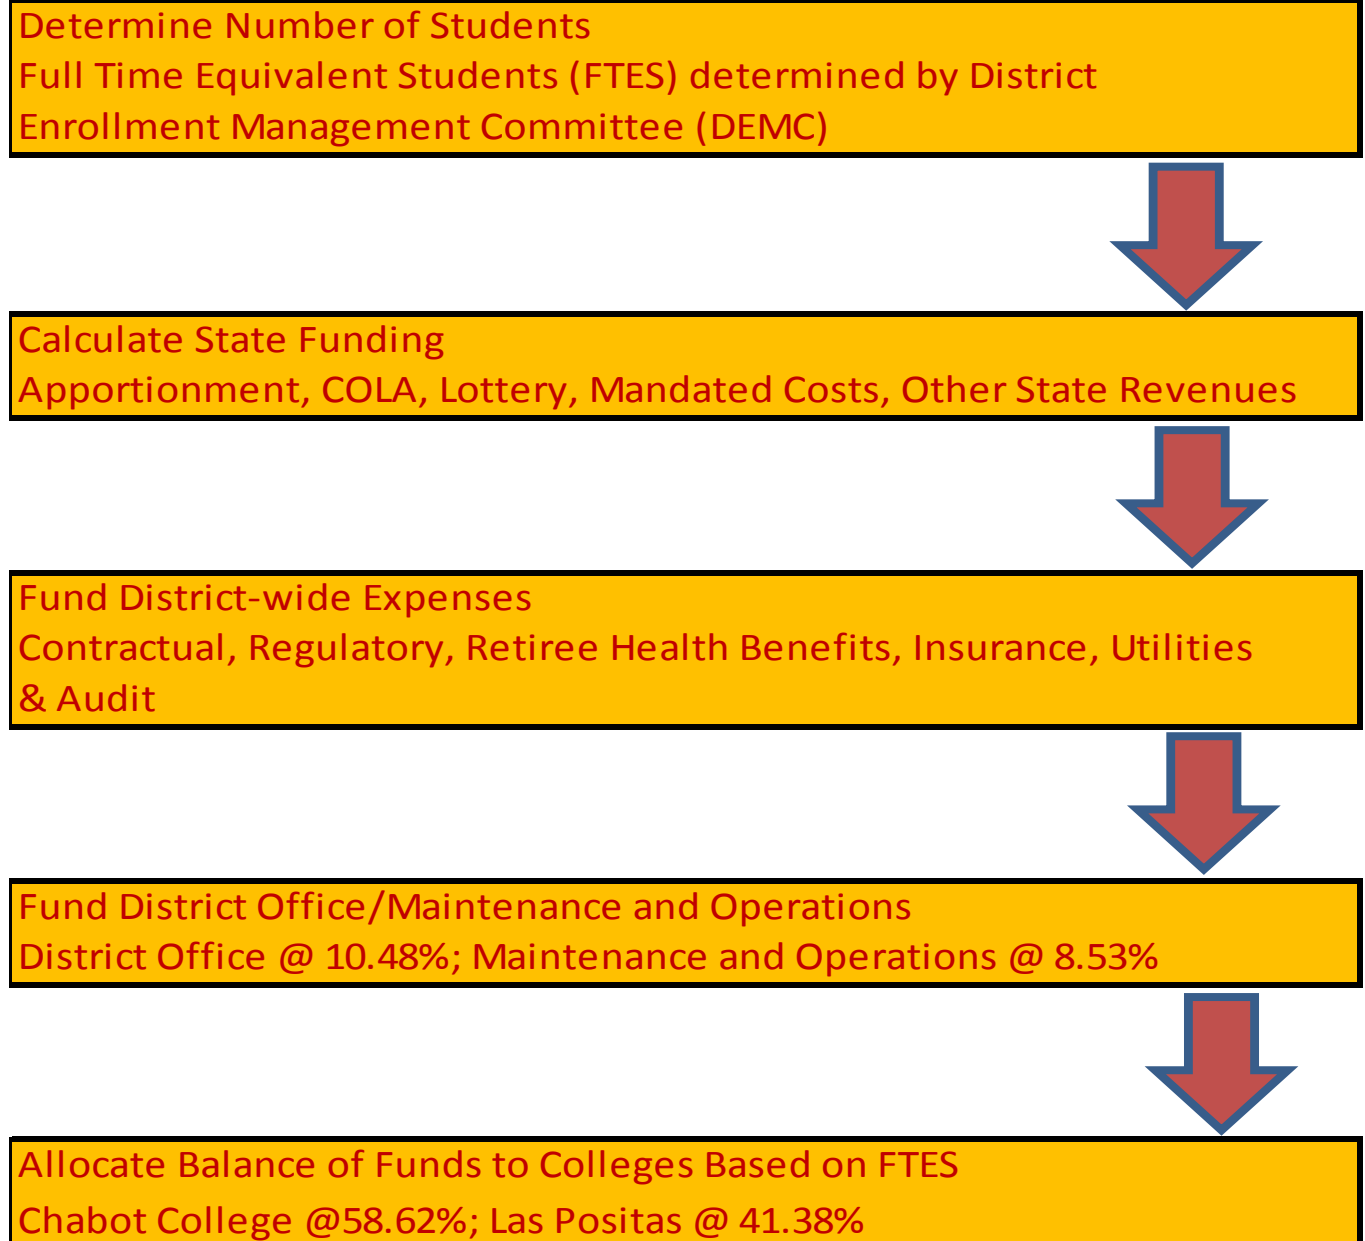 Determine Number of Students
Full Time Equivalent Students (FTES) determined by District
Enrollment Management Committee (DEMC)
Calculate State Funding
Apportionment, COLA, Lottery, Mandated Costs, Other State Revenues
Fund District-wide Expenses
Contractual, Regulatory, Retiree Health Benefits, Insurance, Utilities
& Audit
Fund District Office/Maintenance and Operations
District Office @ 10.48%; Maintenance and Operations @ 8.53%
Allocate Balance of Funds to Colleges Based on FTES
Chabot College @58.62%; Las Positas @ 41.38%